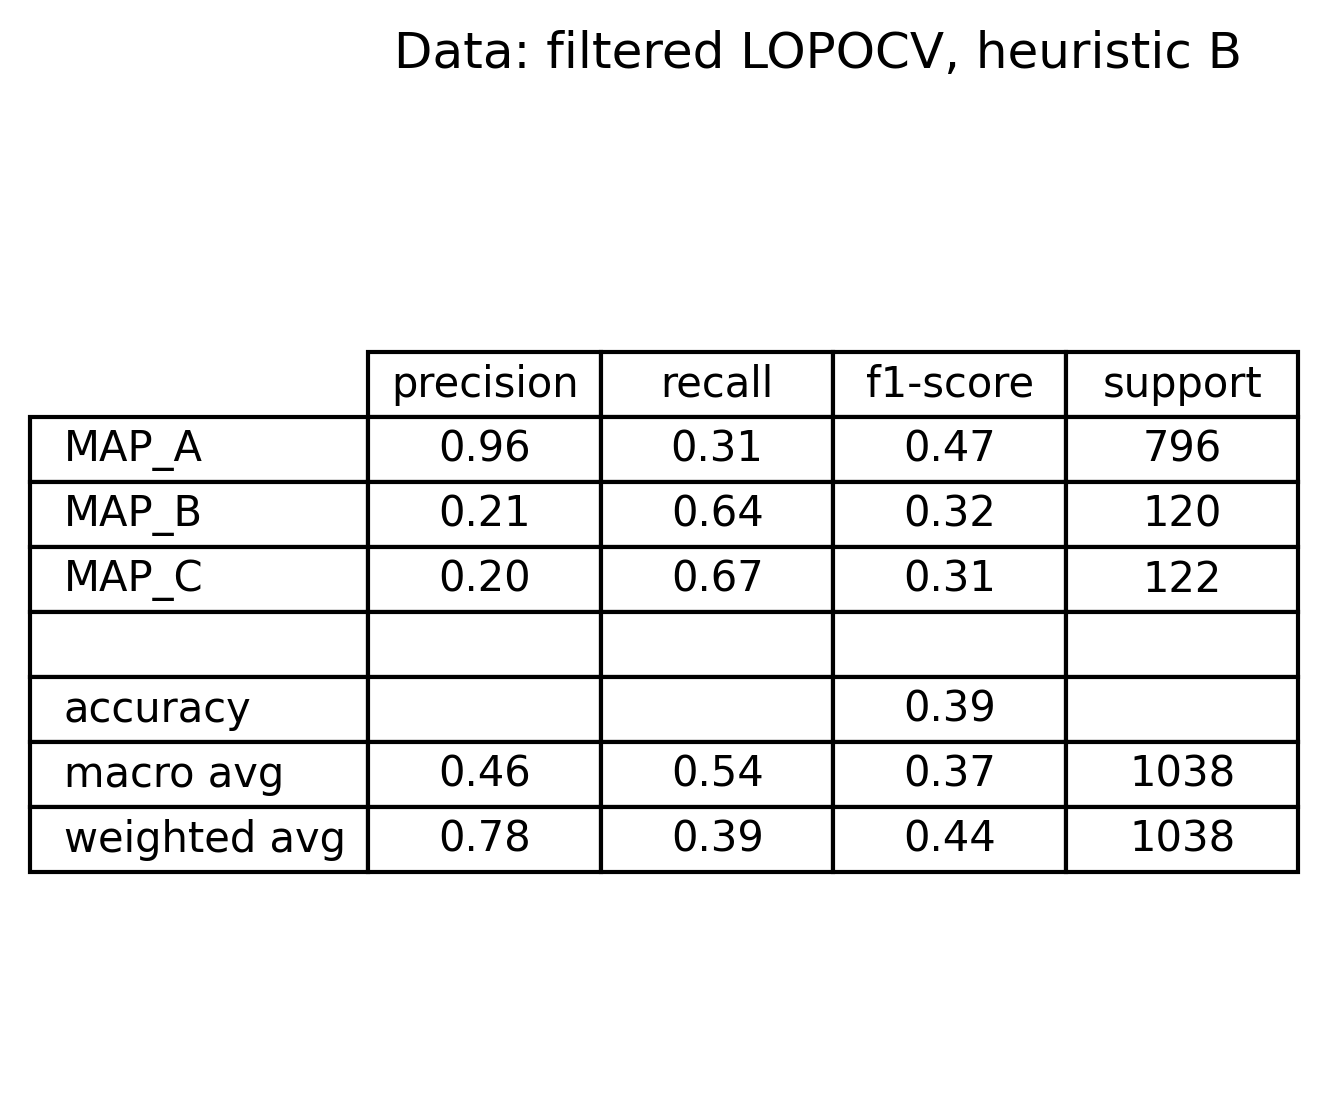 Data: filtered LOPOCV, heuristic B
precision recall f1-score support
MAP_A 0.96 0.31 0.47 796
MAP_B 0.21 0.64 0.32 120
MAP_C 0.20 0.67 0.31 122
accuracy 0.39
macro avg 0.46 0.54 0.37 1038
weighted avg 0.78 0.39 0.44 1038